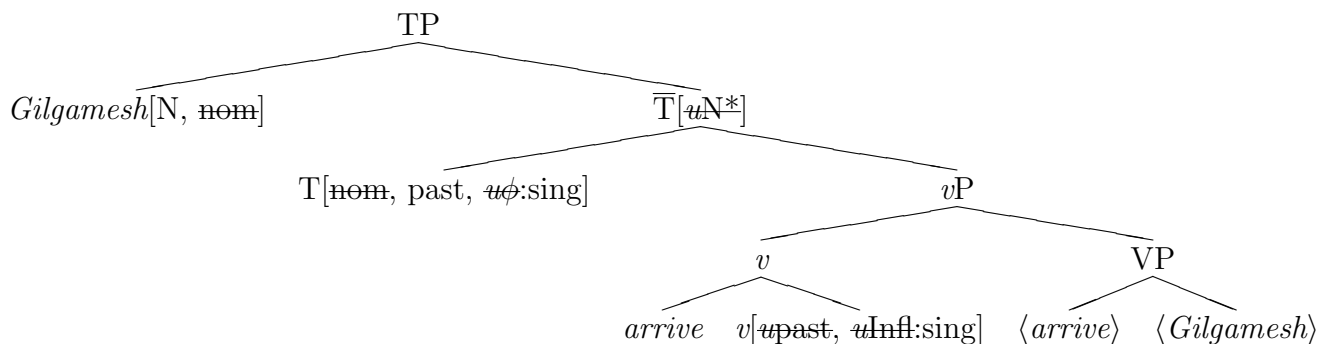 TP
Gilgamesh[N, nom] T̅[uN*]
T[nom, past, uϕ:sing] vP
v VP
arrive v[upast, uInfl:sing] ⟨arrive⟩ ⟨Gilgamesh⟩